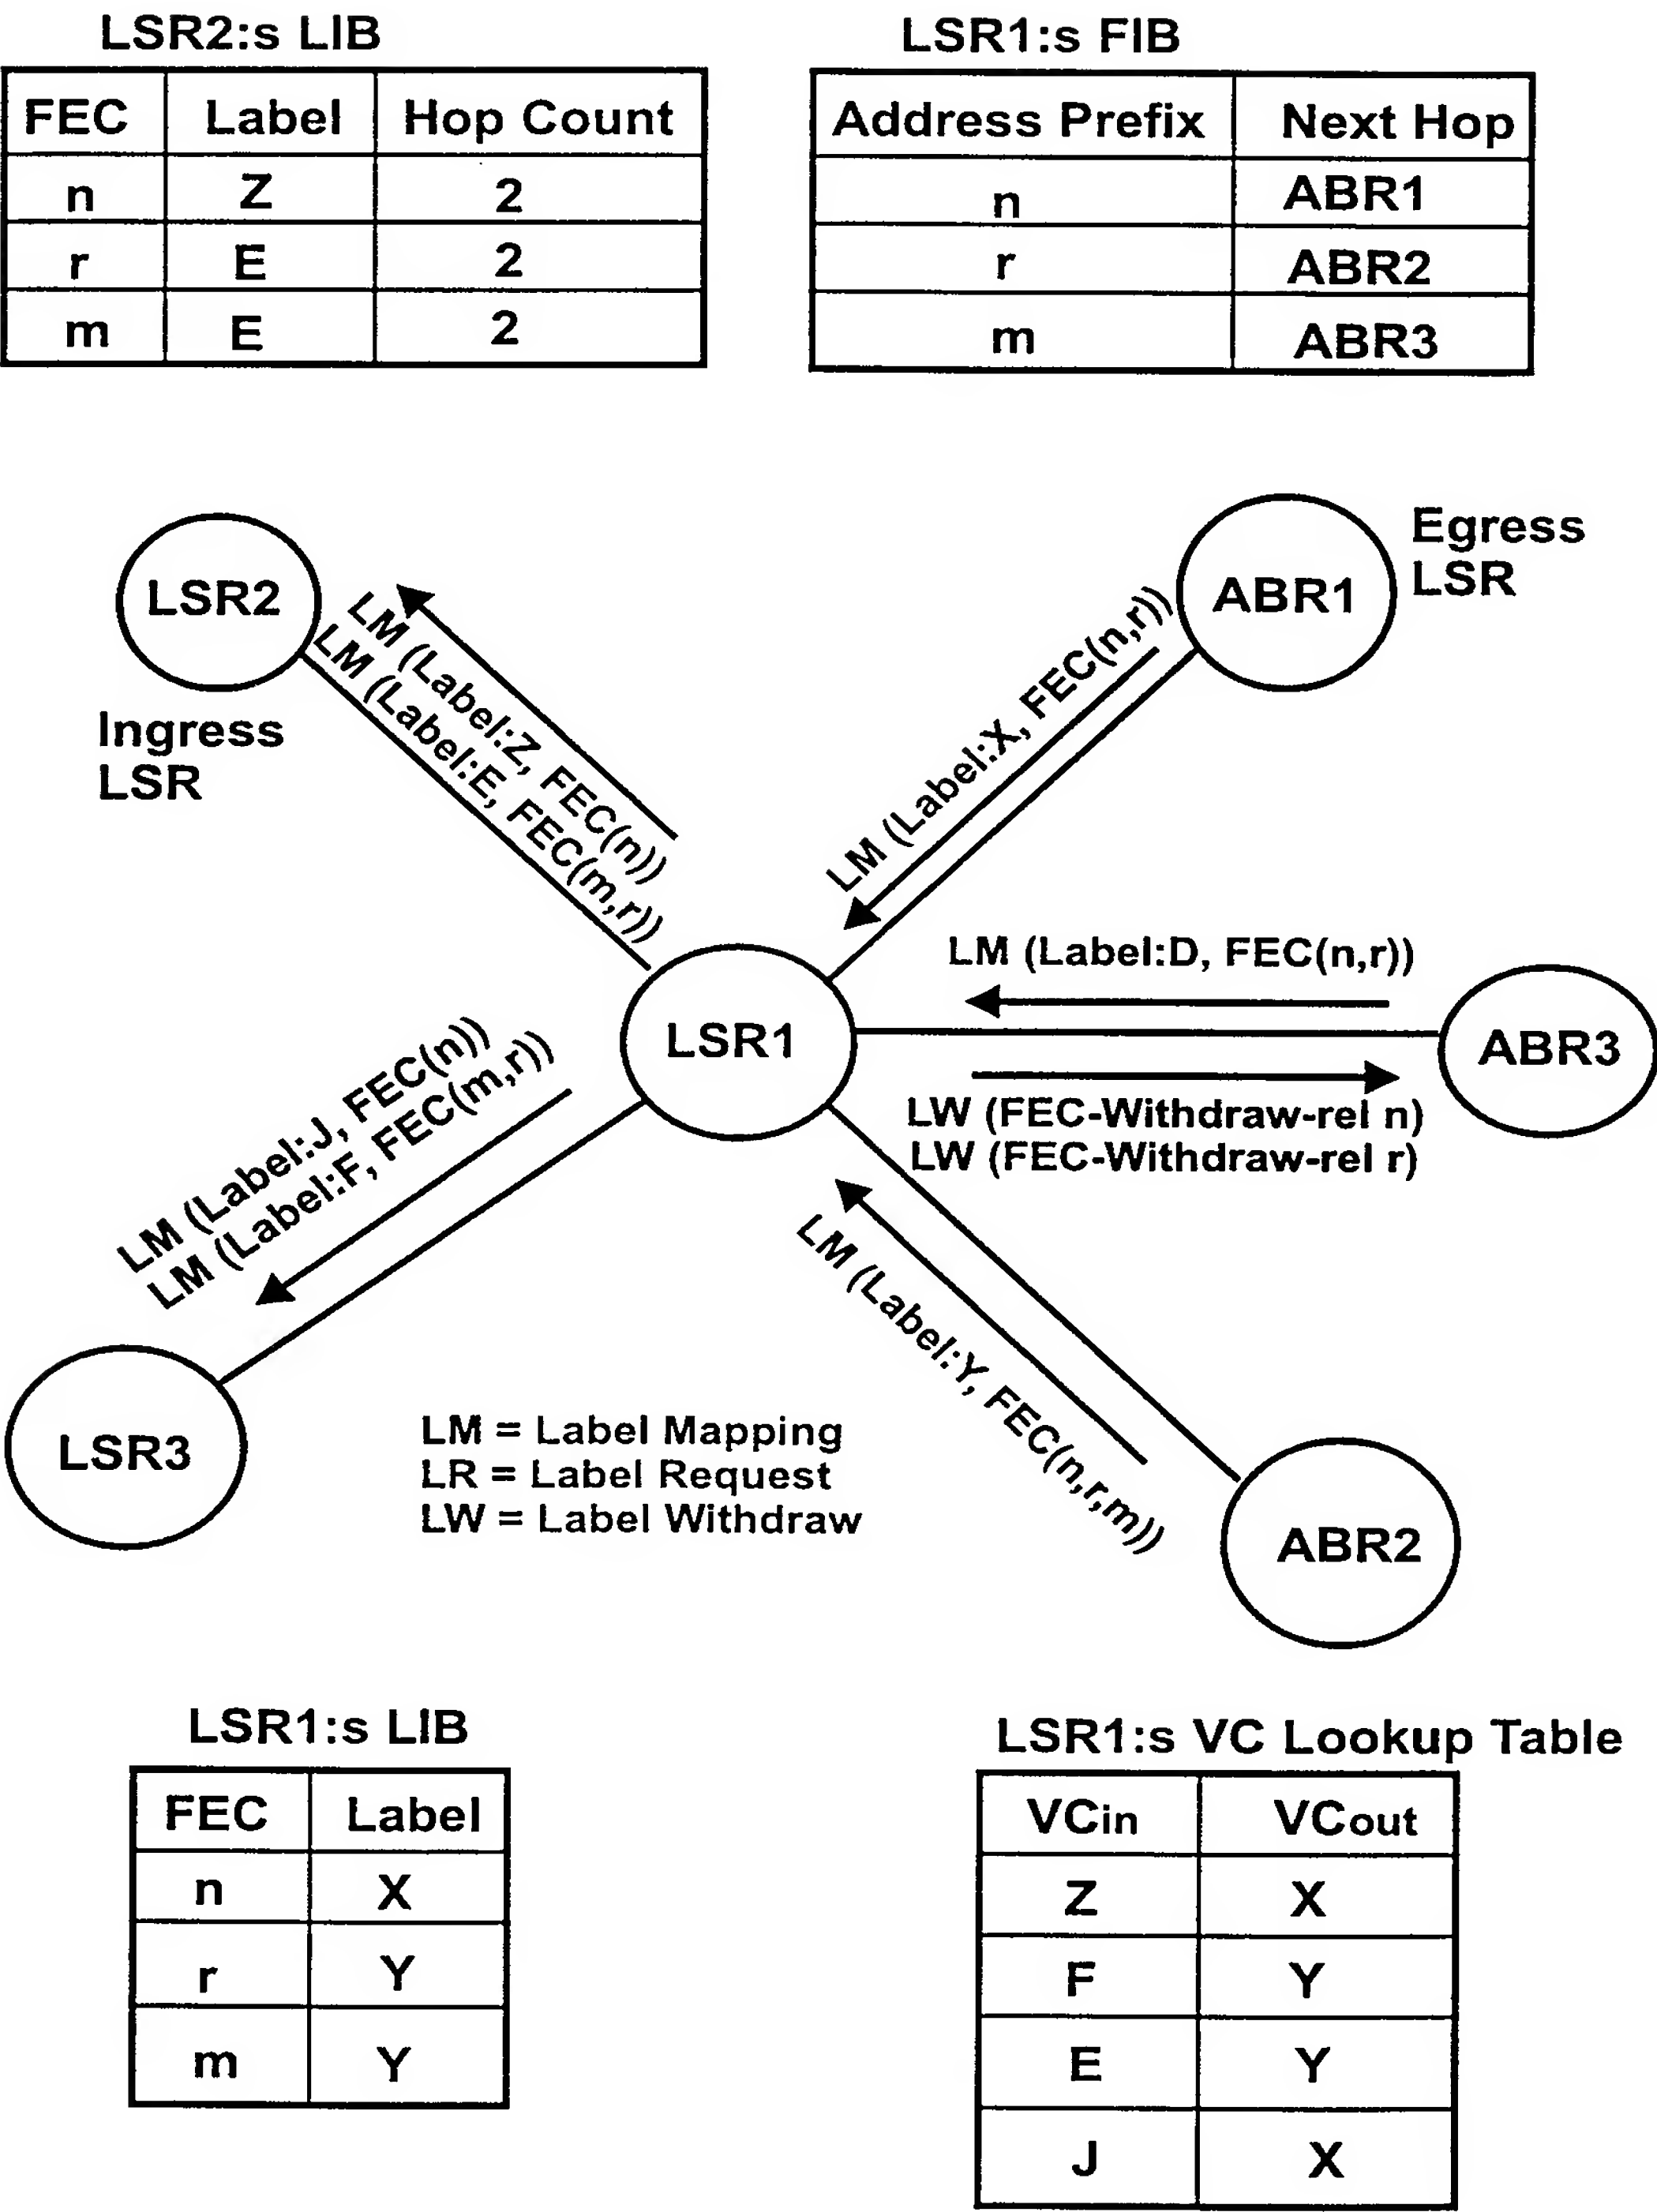 LSR2:s LIB
FEC Label Hop Count
n Z 2
r E 2
m E 2
LSR1:s FIB
Address Prefix Next Hop
n ABR1
r ABR2
m ABR3
LSR2
Ingress
LSR
LM (Label:Z, FEC(n))
LM (Label:E, FEC(m,r))
ABR1
Egress
LSR
LM (Label:X, FEC(n,r))
LSR1
LM (Label:D, FEC(n,r))
ABR3
LW (FEC-Withdraw-rel n)
LW (FEC-Withdraw-rel r)
LM (Label:J, FEC(n))
LM (Label:F, FEC(m,r))
LSR3
LM (Label:Y, FEC(n,r,m))
ABR2
LM = Label Mapping
LR = Label Request
LW = Label Withdraw
LSR1:s LIB
FEC Label
n X
r Y
m Y
LSR1:s VC Lookup Table
VCin VCout
Z X
F Y
E Y
J X